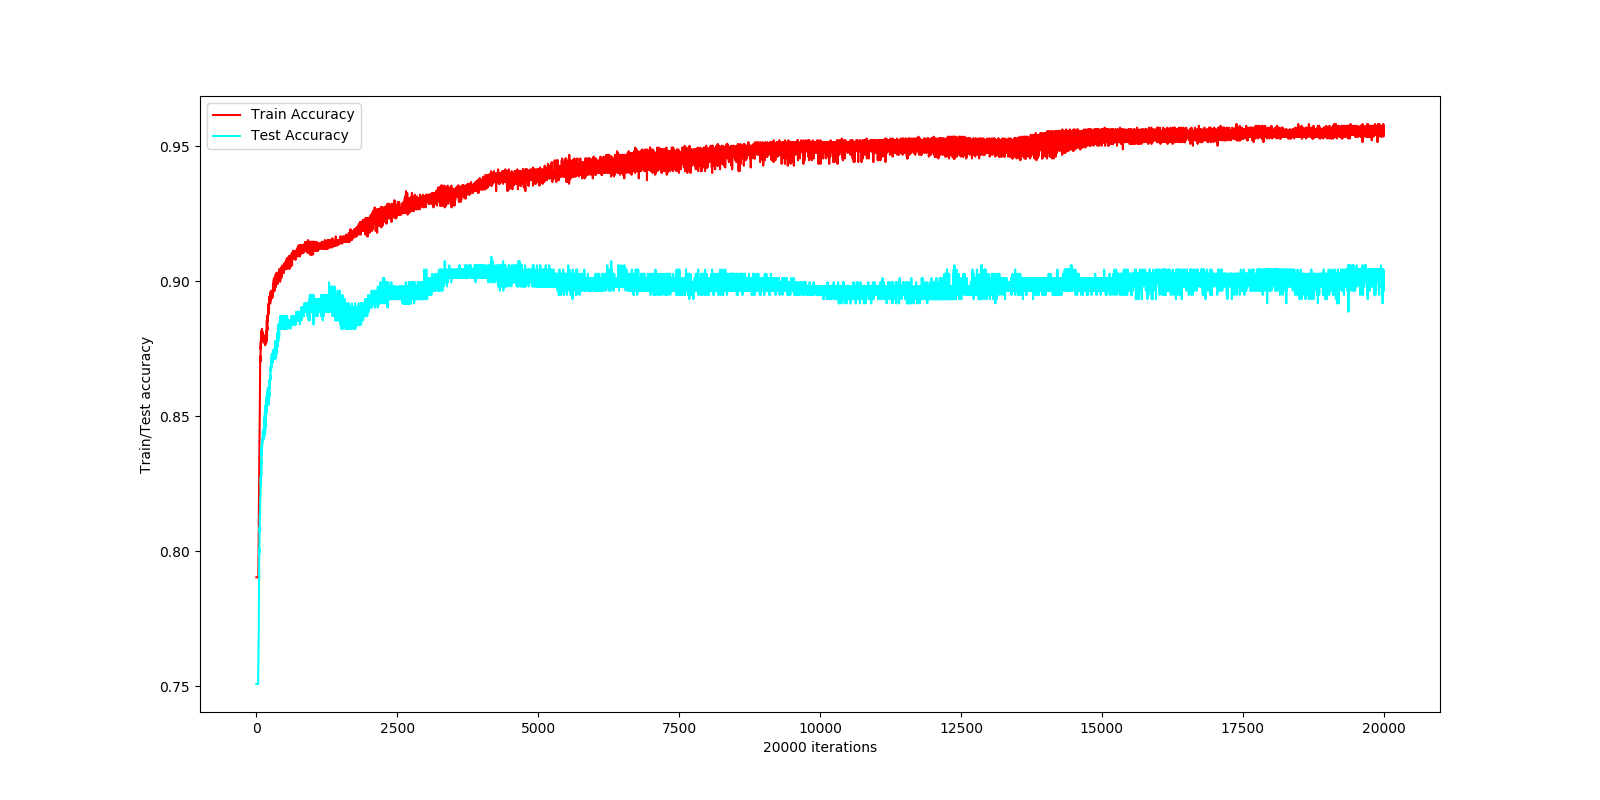 Train Accuracy
Test Accuracy
0.95
0.90
0.85
0.80
0.75
Train/Test accuracy
0 2500 5000 7500 10000 12500 15000 17500 20000
20000 iterations